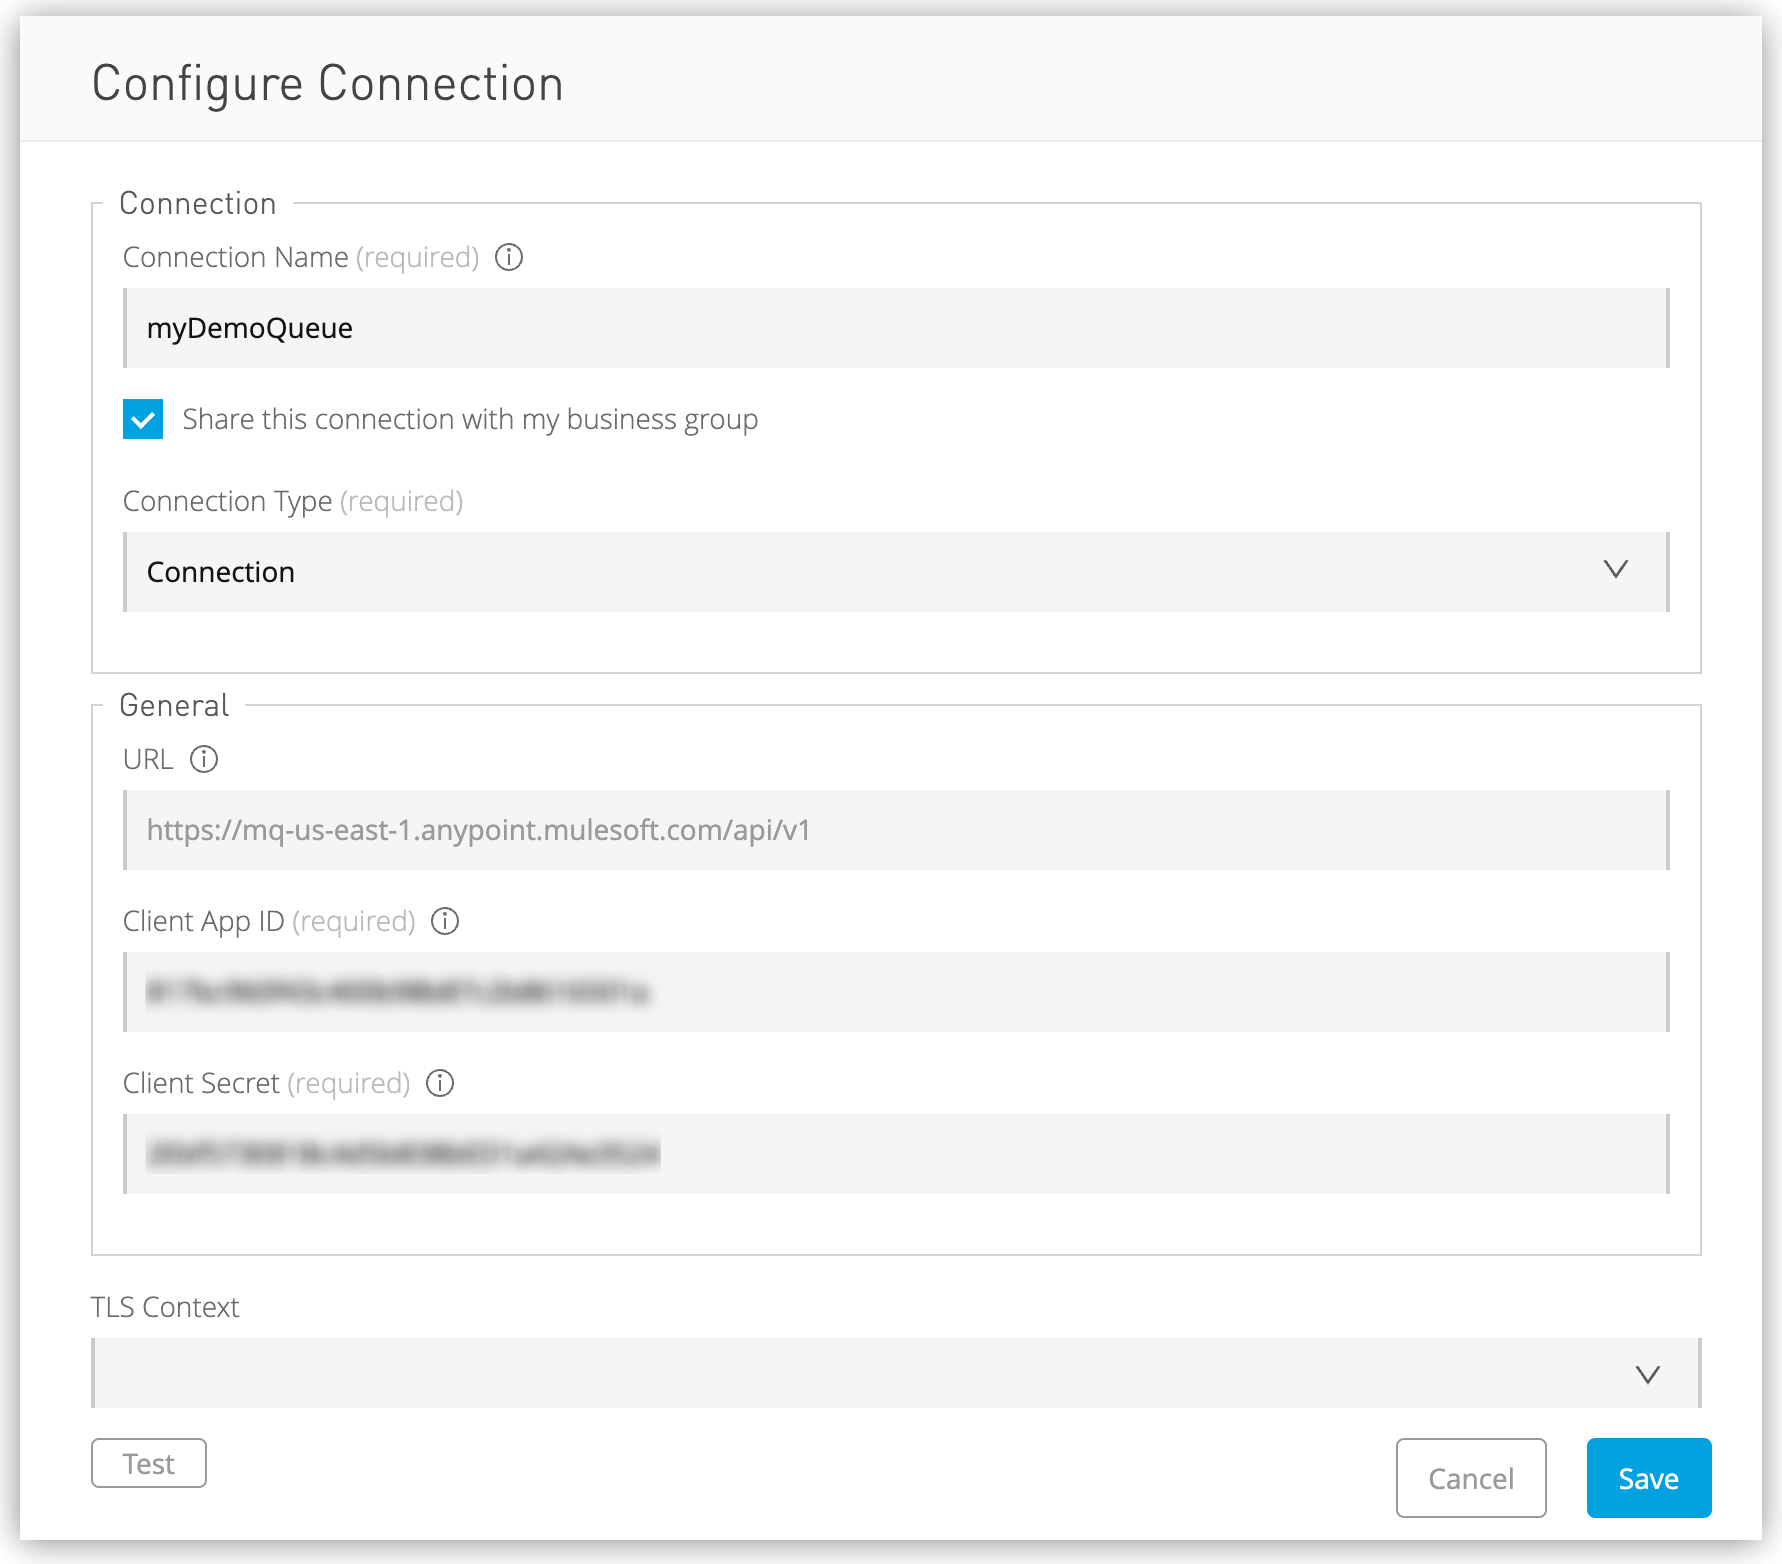 Configure Connection
Connection
Connection Name (required)
myDemoQueue
Share this connection with my business group
Connection Type (required)
Connection
General
URL
https://mq-us-east-1.anypoint.mulesoft.com/api/v1
Client App ID (required)
Client Secret (required)
TLS Context
Test
Cancel
Save